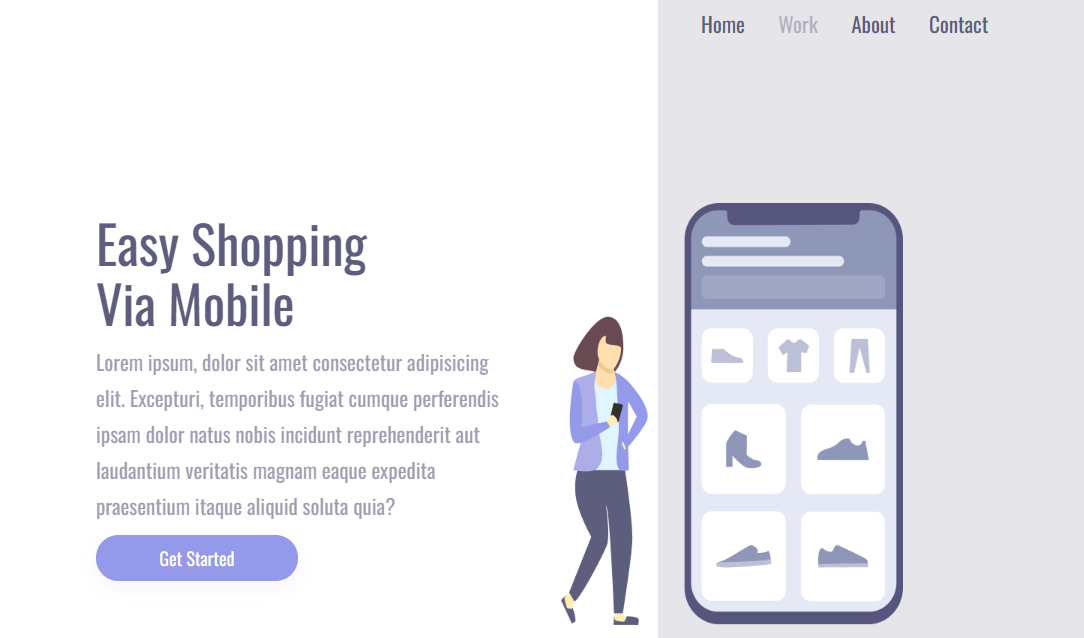 Home Work About Contact
Easy Shopping
Via Mobile
Lorem ipsum, dolor sit amet consectetur adipisicing
elit. Excepturi, temporibus fugiat cumque perferendis
ipsam dolor natus nobis incidunt reprehenderit aut
laudantium veritatis magnam eaque expedita
praesentium itaque aliquid soluta quia?
Get Started